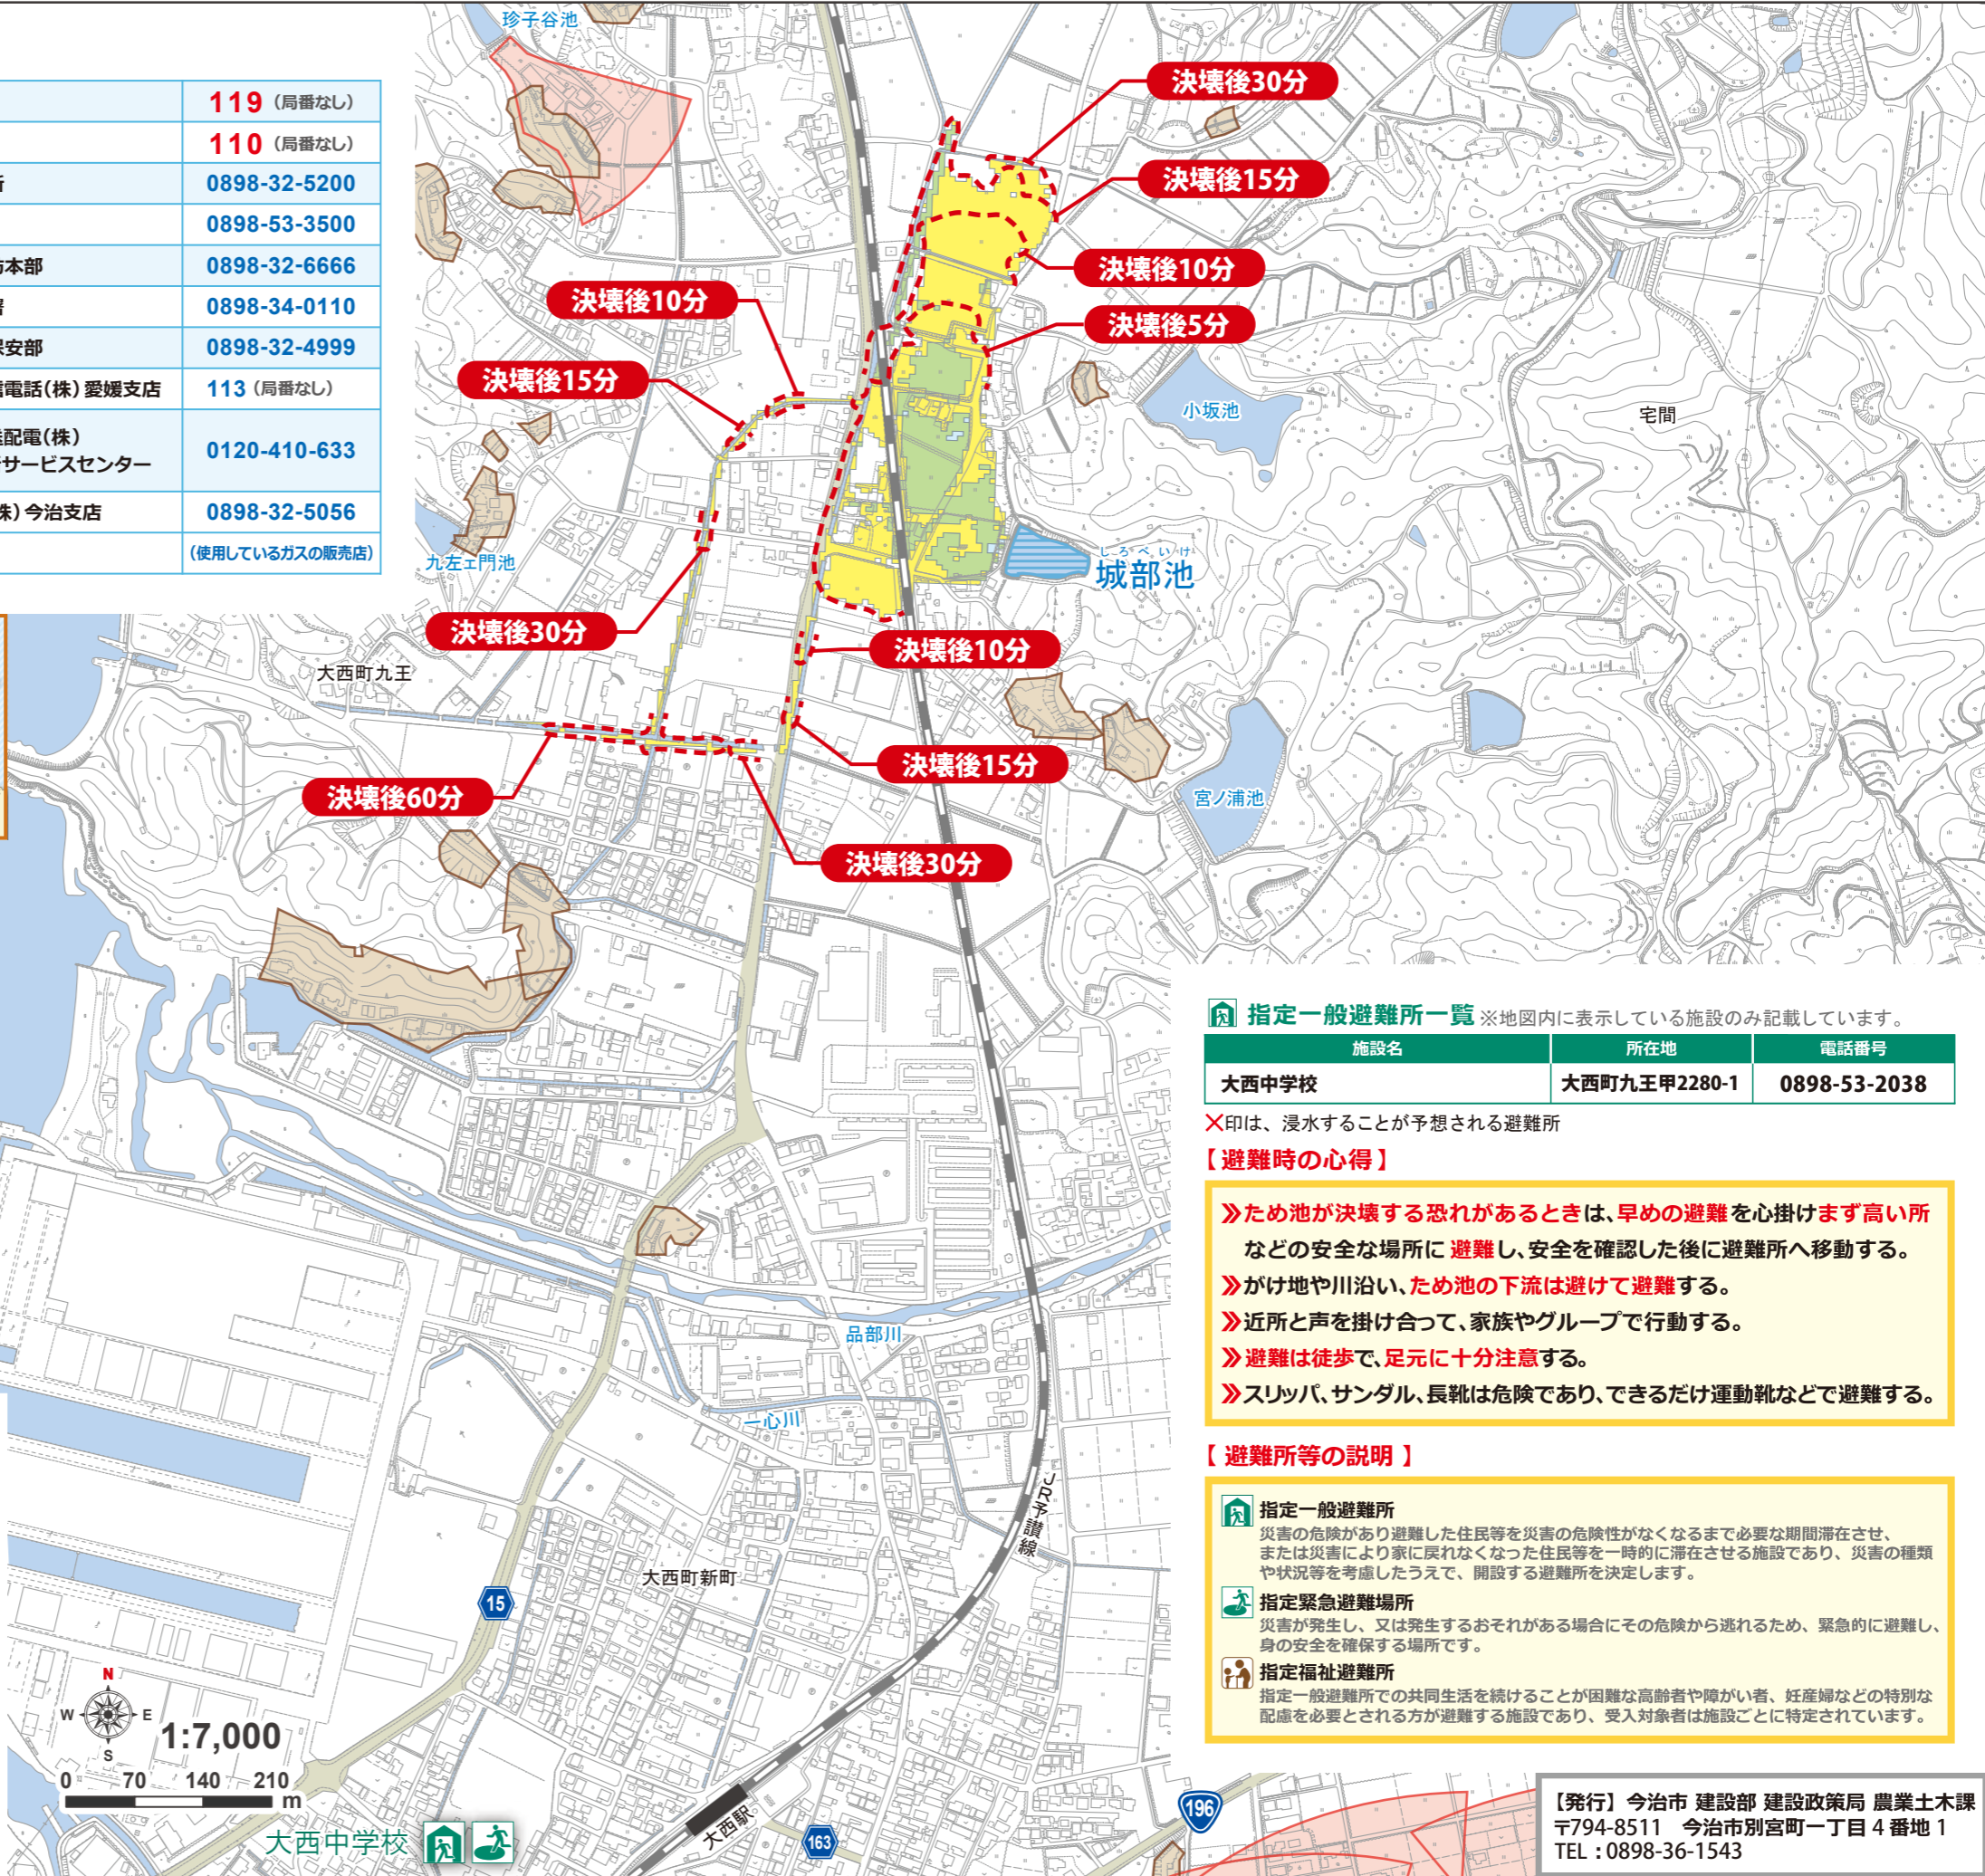 119 (局番なし)
110 (局番なし)
0898-32-5200
0898-53-3500
本部 0898-32-6666
0898-34-0110
保安部 0898-32-4999
電話(株) 愛媛支店 113 (局番なし)
配電(株)
サービスセンター 0120-410-633
(株) 今治支店 0898-32-5056
(使用しているガスの販売店)
珍子谷池
決壊後30分
決壊後15分
決壊後10分
決壊後5分
決壊後10分
決壊後15分
小坂池
宅間
しろべいけ
城部池
九左ェ門池
決壊後30分
決壊後10分
大西町九王
決壊後15分
決壊後60分
宮ノ浦池
決壊後30分
品部川
一心川
JR予讃線
大西町新町
15
N
W E
S
1:7,000
0 70 140 210
m
大西中学校
大西駅
163
196
指定一般避難所一覧 ※地図内に表示している施設のみ記載しています。
施設名 所在地 電話番号
大西中学校 大西町九王甲2280-1 0898-53-2038
×印は、浸水することが予想される避難所
【避難時の心得】
≫ため池が決壊する恐れがあるときは、早めの避難を心掛けまず高い所
などの安全な場所に避難し、安全を確認した後に避難所へ移動する。
≫がけ地や川沿い、ため池の下流は避けて避難する。
≫近所と声を掛け合って、家族やグループで行動する。
≫避難は徒歩で、足元に十分注意する。
≫スリッパ、サンダル、長靴は危険であり、できるだけ運動靴などで避難する。
【 避難所等の説明 】
指定一般避難所
災害の危険があり避難した住民等を災害の危険性がなくなるまで必要な期間滞在させ、
または災害により家に戻れなくなった住民等を一時的に滞在させる施設であり、災害の種類
や状況等を考慮したうえで、開設する避難所を決定します。
指定緊急避難場所
災害が発生し、又は発生するおそれがある場合にその危険から逃れるため、緊急的に避難し、
身の安全を確保する場所です。
指定福祉避難所
指定一般避難所での共同生活を続けることが困難な高齢者や障がい者、妊産婦などの特別な
配慮を必要とされる方が避難する施設であり、受入対象者は施設ごとに特定されています。
【発行】今治市 建設部 建設政策局 農業土木課
〒794-8511 今治市別宮町一丁目4番地1
TEL：0898-36-1543